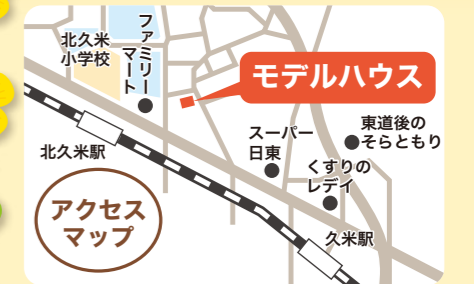 北久米
小学校
ファミリー
マート
モデルハウス
北久米駅
スーパー
日東
東道後の
そらともり
くすりの
レデイ
アクセス
マップ
久米駅